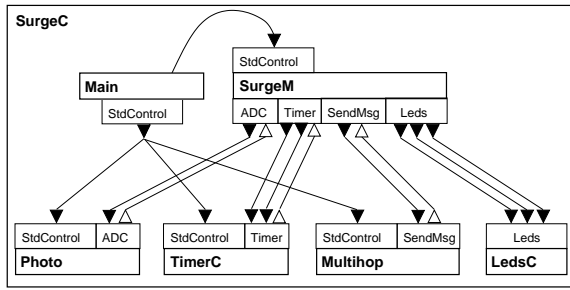 SurgeC
StdControl
Main
SurgeM
StdControl
ADC Timer SendMsg Leds
StdControl ADC StdControl Timer StdControl SendMsg Leds
Photo TimerC Multihop LedsC